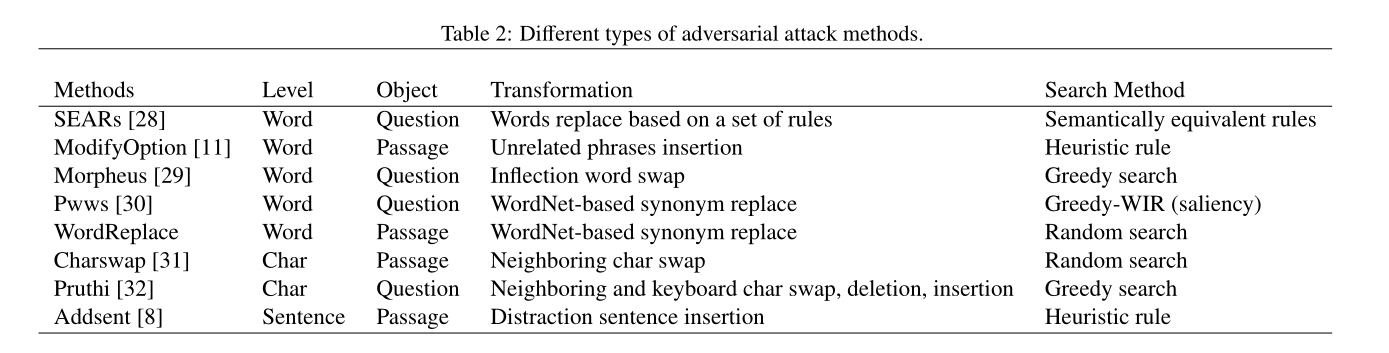 Table 2: Different types of adversarial attack methods.
Methods Level Object Transformation Search Method
SEARs [28] Word Question Words replace based on a set of rules Semantically equivalent rules
ModifyOption [11] Word Passage Unrelated phrases insertion Heuristic rule
Morpheus [29] Word Question Inflection word swap Greedy search
Pwws [30] Word Question WordNet-based synonym replace Greedy-WIR (saliency)
WordReplace Word Passage WordNet-based synonym replace Random search
Charswap [31] Char Passage Neighboring char swap Random search
Pruthi [32] Char Question Neighboring and keyboard char swap, deletion, insertion Greedy search
Addsent [8] Sentence Passage Distraction sentence insertion Heuristic rule